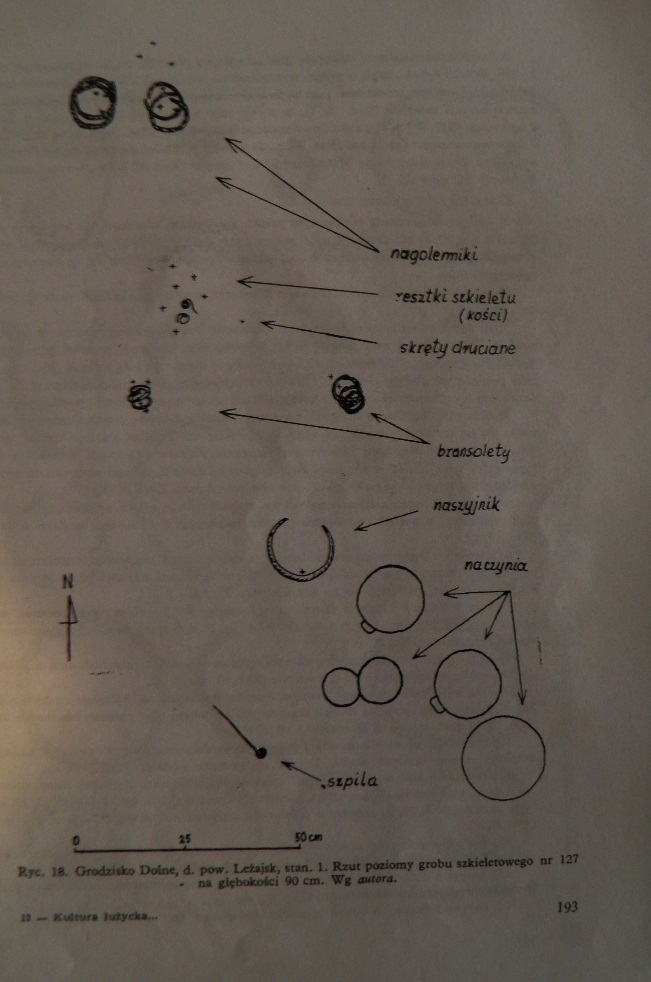 nagolenniki
resztki szkieletu
(kości)
skręty druciane
bransolety
naszyjnik
naczynia
N
szpila
0 25 50 cm
Ryc. 18. Grodzisko Dolne, d. pow. Leżajsk, stan. 1. Rzut poziomy grobu szkieletowego nr 127
na głębokości 90 cm. Wg autora.
13 — Kultura łużycka...
193